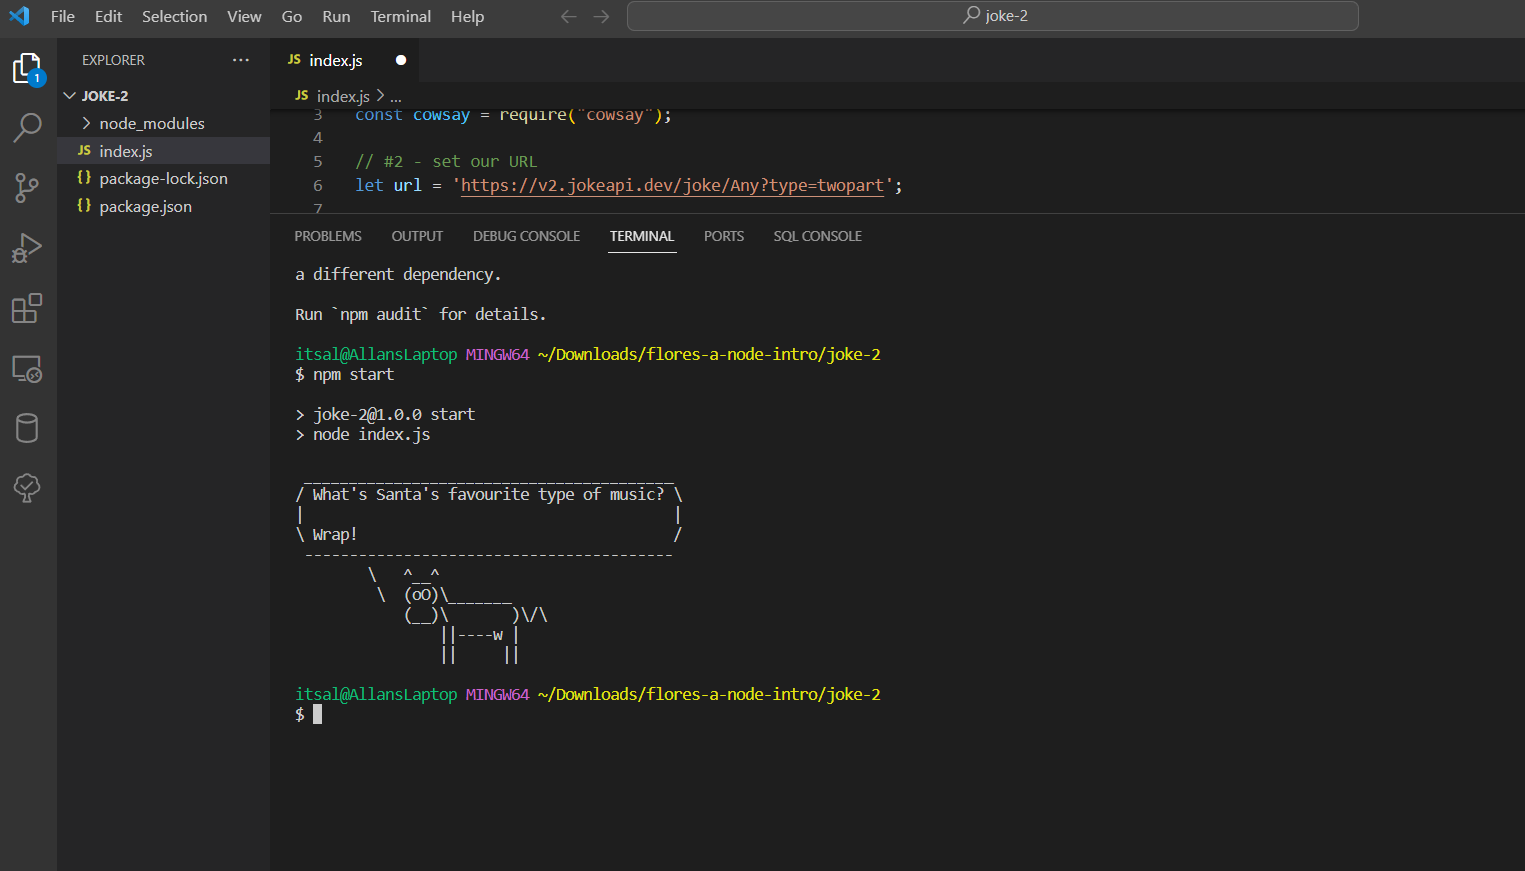 File Edit Selection View Go Run Terminal Help
joke-2
1
EXPLORER ...
JOKE-2
node_modules
JS index.js
{} package-lock.json
{} package.json
JS index.js ●
JS index.js > ...
3 const cowsay = require("cowsay");
4
5 // #2 - set our URL
6 let url = 'https://v2.jokeapi.dev/joke/Any?type=twopart';
7
PROBLEMS OUTPUT DEBUG CONSOLE TERMINAL PORTS SQL CONSOLE
a different dependency.
Run `npm audit` for details.
itsal@AllansLaptop MINGW64 ~/Downloads/flores-a-node-intro/joke-2
$ npm start
> joke-2@1.0.0 start
> node index.js
 _________________________________________
/ What's Santa's favourite type of music? \
|                                         |
\ Wrap!                                   /
 -----------------------------------------
        \   ^__^
         \  (oO)\_______
            (__)\       )\/\
                ||----w |
                ||     ||
itsal@AllansLaptop MINGW64 ~/Downloads/flores-a-node-intro/joke-2
$